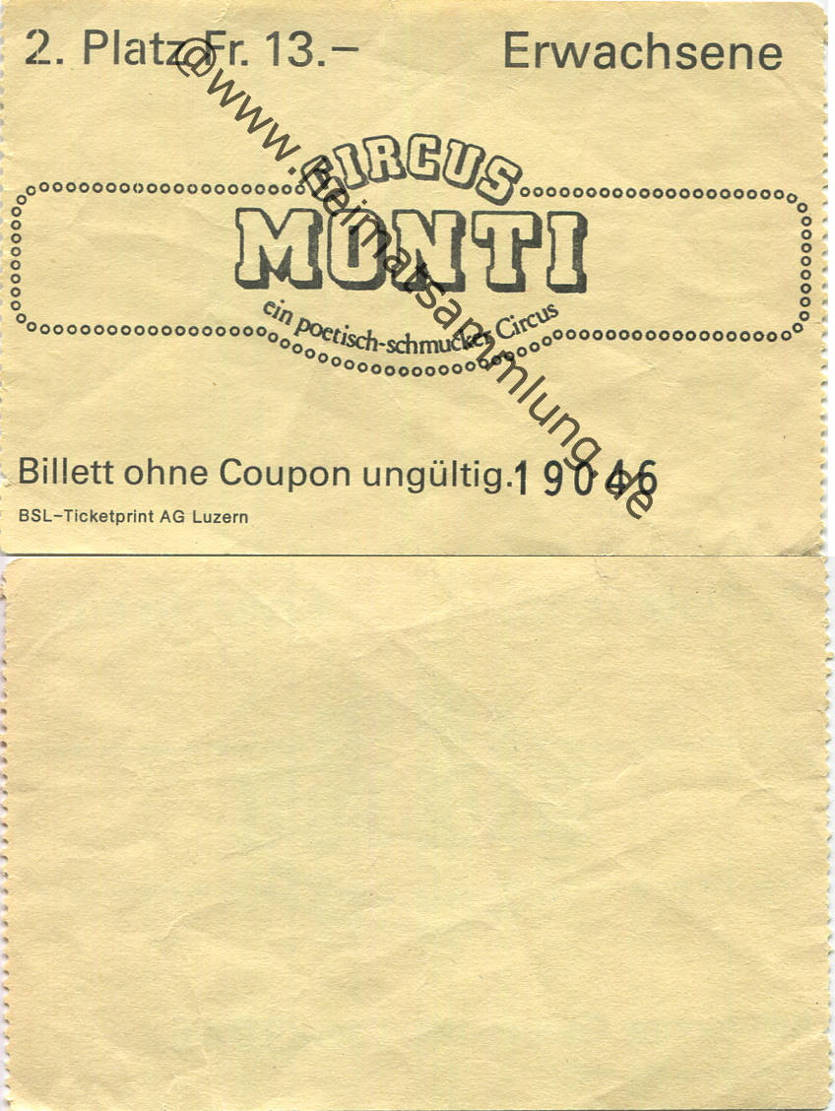 2. Platz Fr. 13.– Erwachsene
CIRCUS
MONTI
ein poetisch-schmucker Circus
Billett ohne Coupon ungültig. 19046
BSL–Ticketprint AG Luzern
@www.heimatsammlung.de